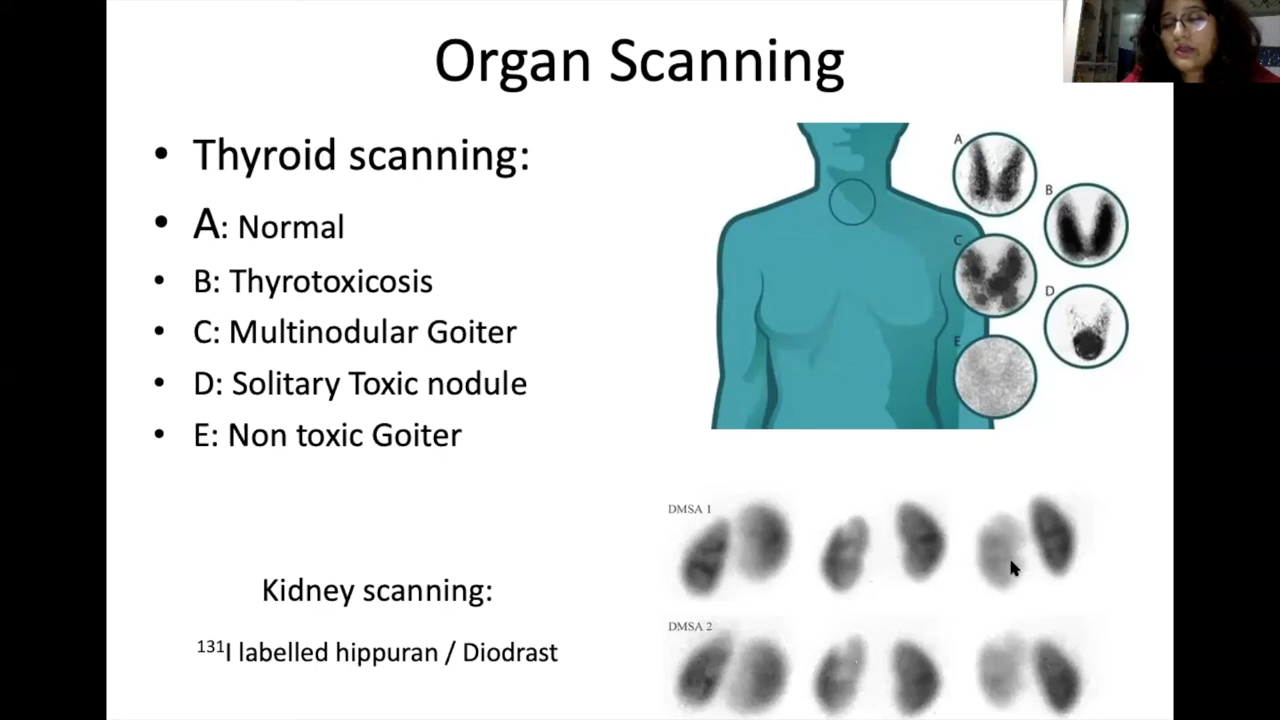 Organ Scanning
• Thyroid scanning:
• A: Normal
• B: Thyrotoxicosis
• C: Multinodular Goiter
• D: Solitary Toxic nodule
• E: Non toxic Goiter
A
B
C
D
E
DMSA 1
Kidney scanning:
DMSA 2
¹³¹I labelled hippuran / Diodrast